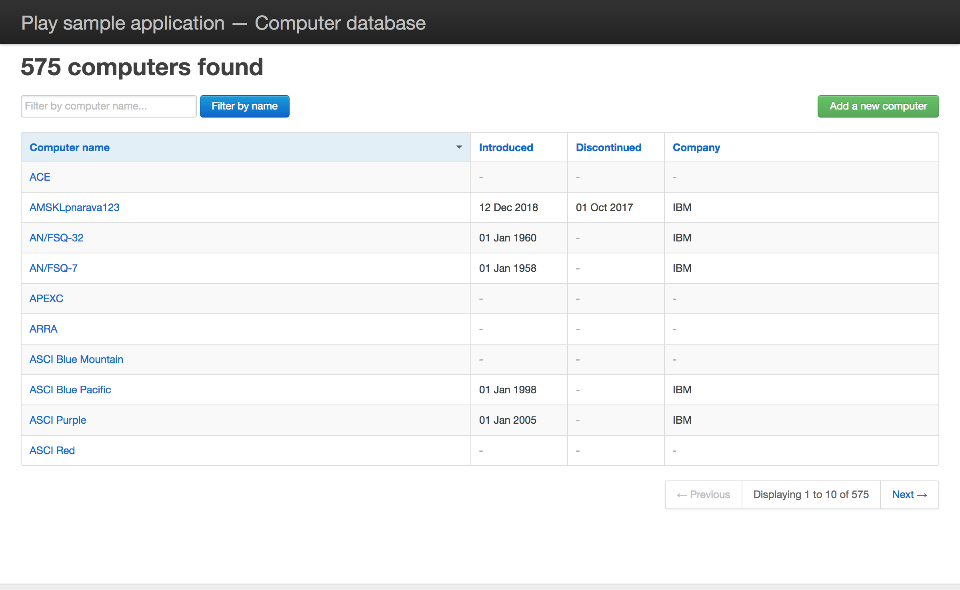 Play sample application — Computer database
575 computers found
Filter by computer name... Filter by name Add a new computer
Computer name Introduced Discontinued Company
ACE - - -
AMSKLpnarava123 12 Dec 2018 01 Oct 2017 IBM
AN/FSQ-32 01 Jan 1960 - IBM
AN/FSQ-7 01 Jan 1958 - IBM
APEXC - - -
ARRA - - -
ASCI Blue Mountain - - -
ASCI Blue Pacific 01 Jan 1998 - IBM
ASCI Purple 01 Jan 2005 - IBM
ASCI Red - - -
← Previous Displaying 1 to 10 of 575 Next →